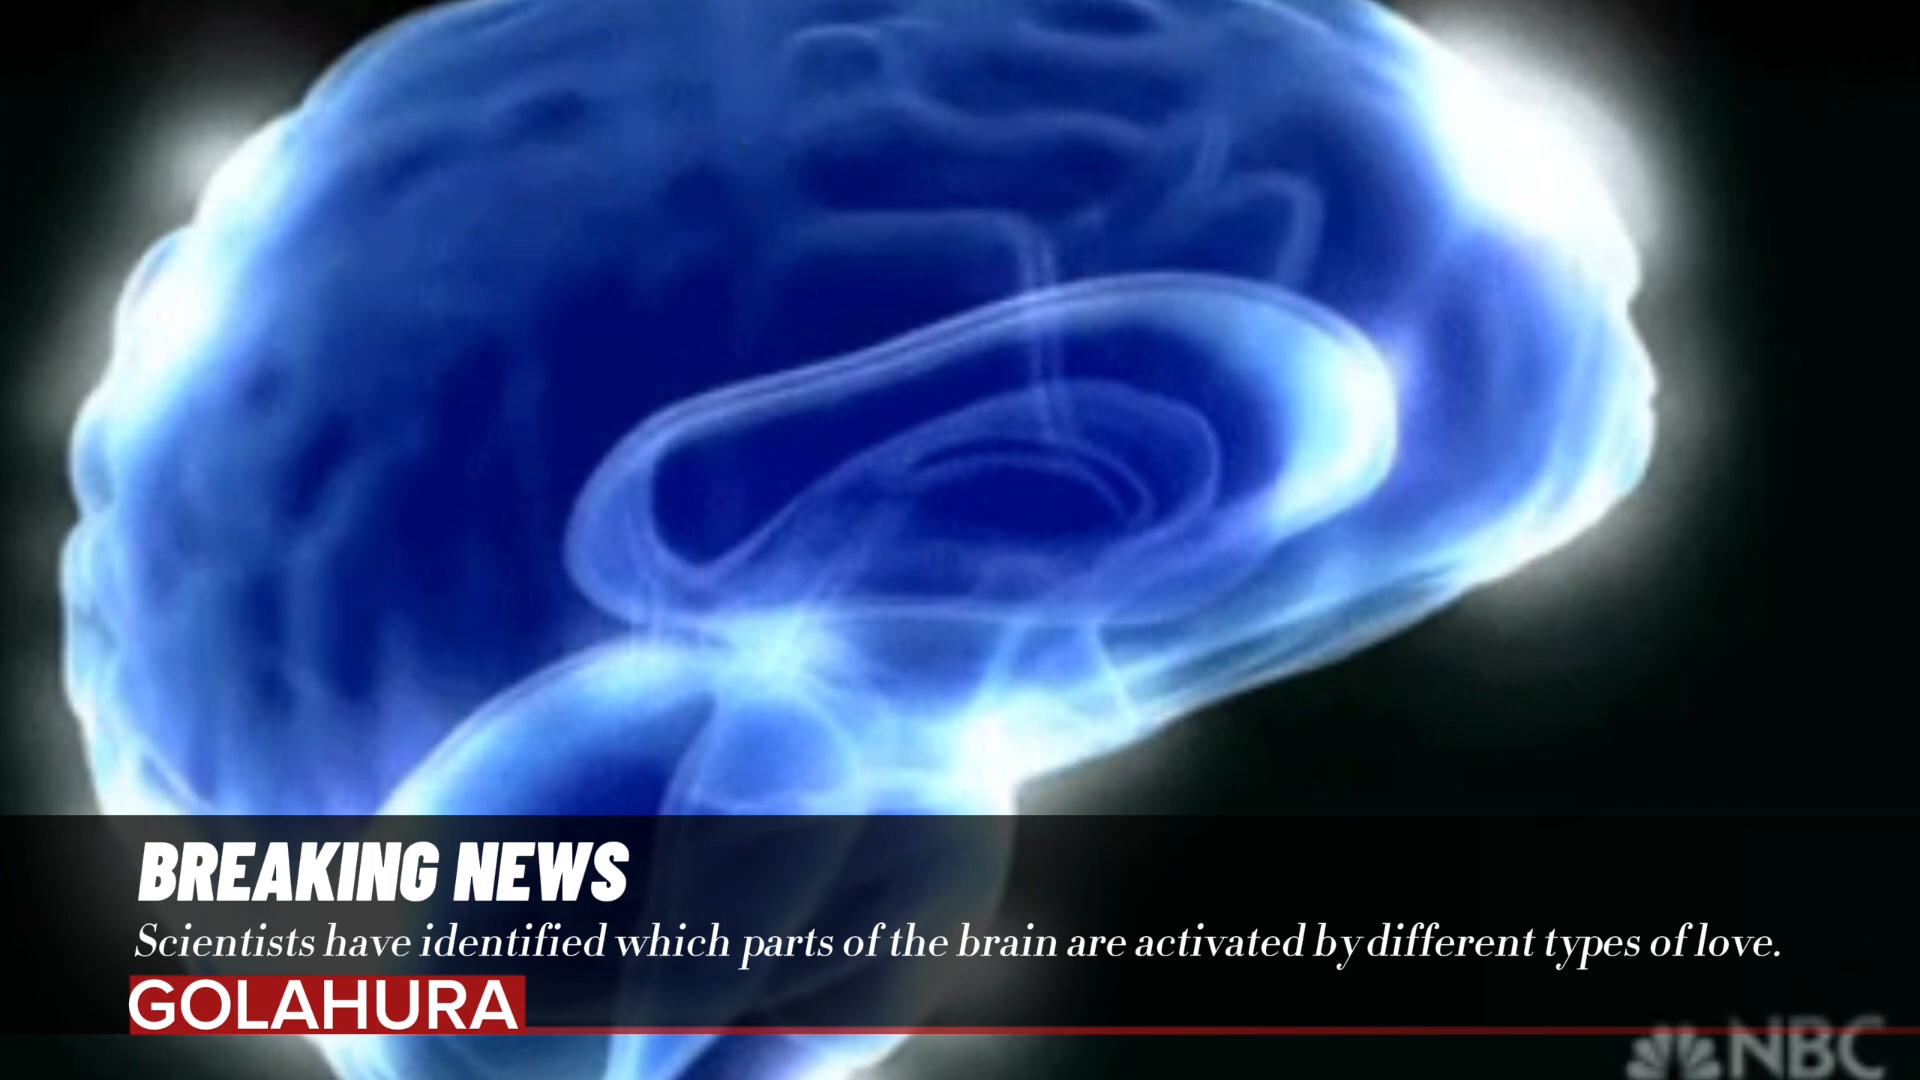 BREAKING NEWS
Scientists have identified which parts of the brain are activated by different types of love.
GOLAHURA
NBC